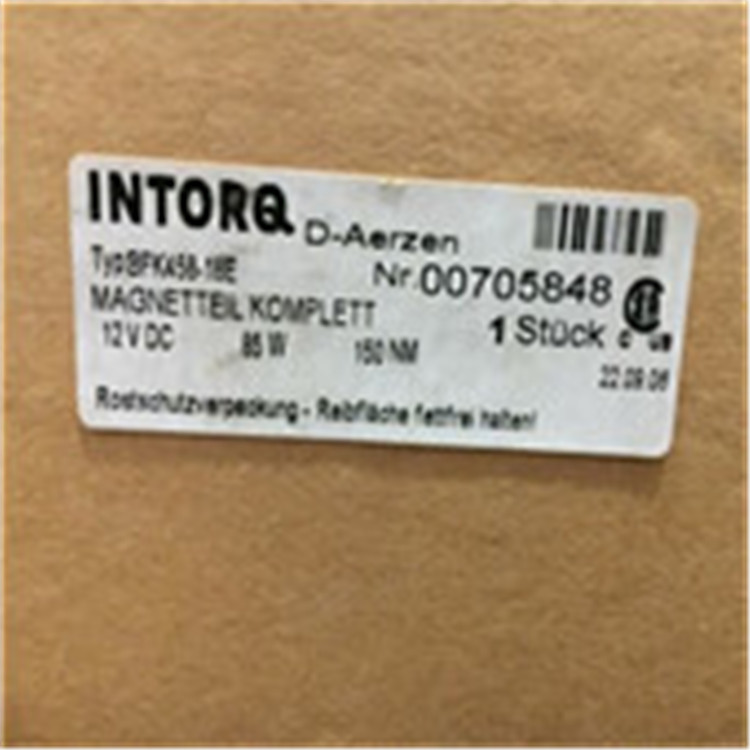 INTORQ D-Aerzen
Typ BFK458-18E Nr. 00705848
MAGNETTEIL KOMPLETT 1 Stück
12 V DC 85 W 150 NM
22.09.06
Rostschutzverpackung - Reibfläche fettfrei halten!